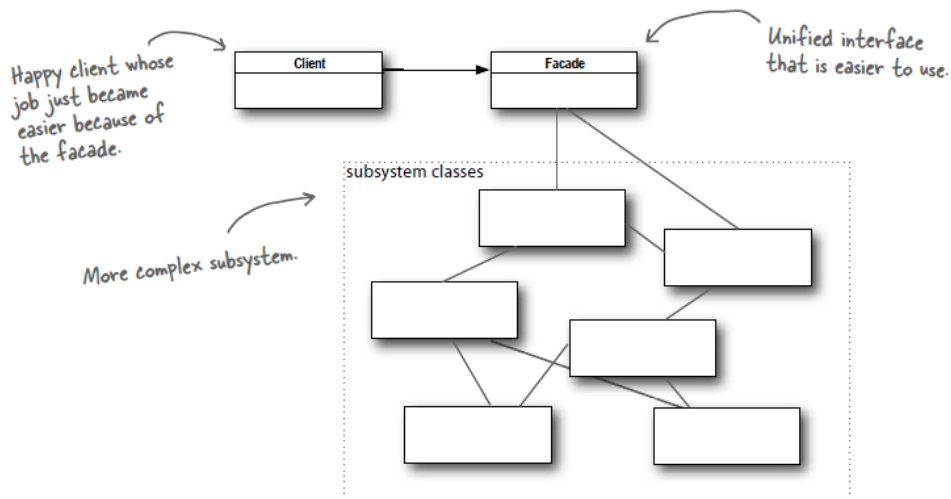 Happy client whose
job just became
easier because of
the facade.
Client
Facade
Unified interface
that is easier to use.
subsystem classes
More complex subsystem.